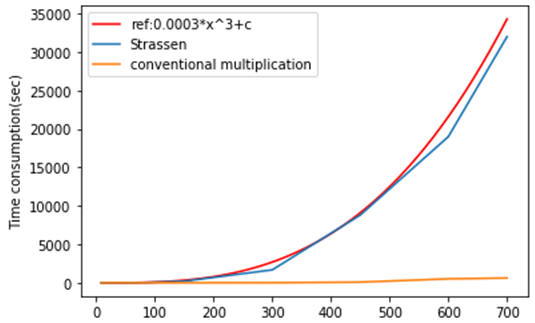 ref:0.0003*x^3+c
Strassen
conventional multiplication
Time consumption(sec)
35000
30000
25000
20000
15000
10000
5000
0
0 100 200 300 400 500 600 700